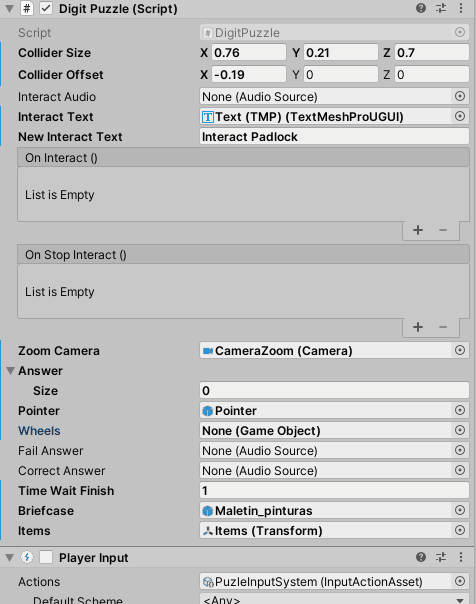 Digit Puzzle (Script)
Script DigitPuzzle
Collider Size X 0.76 Y 0.21 Z 0.7
Collider Offset X -0.19 Y 0 Z 0
Interact Audio None (Audio Source)
Interact Text Text (TMP) (TextMeshProUGUI)
New Interact Text Interact Padlock
On Interact ()
List is Empty
+ −
On Stop Interact ()
List is Empty
+ −
Zoom Camera CameraZoom (Camera)
Answer
Size 0
Pointer Pointer
Wheels None (Game Object)
Fail Answer None (Audio Source)
Correct Answer None (Audio Source)
Time Wait Finish 1
Briefcase Maletin_pinturas
Items Items (Transform)
Player Input
Actions PuzleInputSystem (InputActionAsset)
Default Scheme <Any>